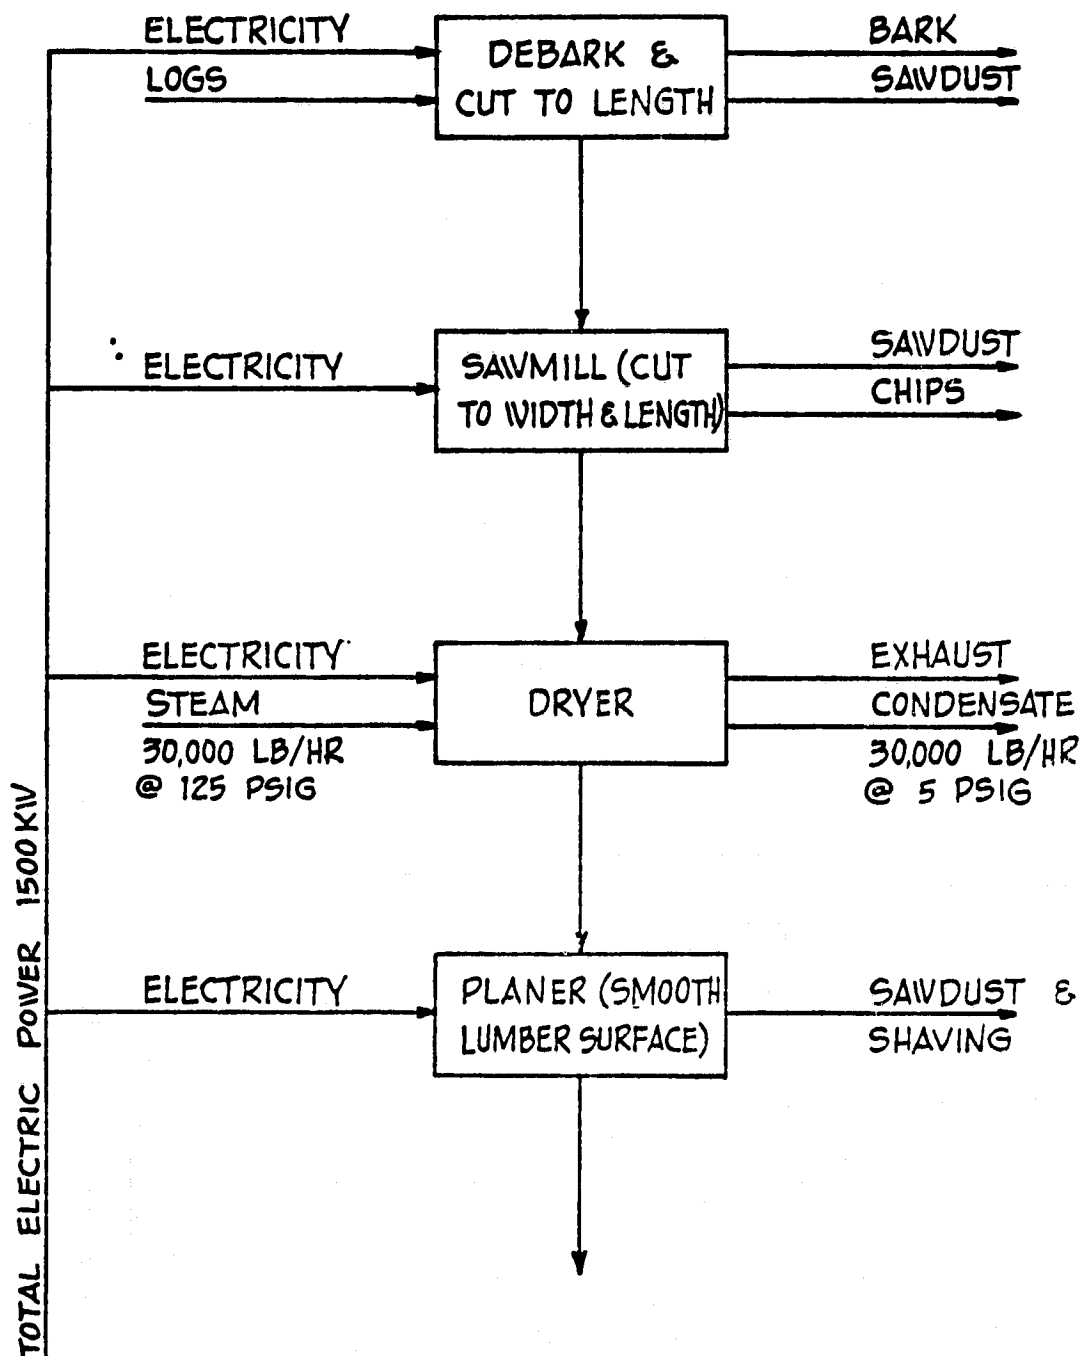 ELECTRICITY
LOGS
DEBARK &
CUT TO LENGTH
BARK
SAWDUST
ELECTRICITY
SAWMILL (CUT
TO WIDTH & LENGTH)
SAWDUST
CHIPS
ELECTRICITY
STEAM
30,000 LB/HR
@ 125 PSIG
DRYER
EXHAUST
CONDENSATE
30,000 LB/HR
@ 5 PSIG
ELECTRICITY
PLANER (SMOOTH
LUMBER SURFACE)
SAWDUST &
SHAVING
TOTAL ELECTRIC POWER 1500 KW